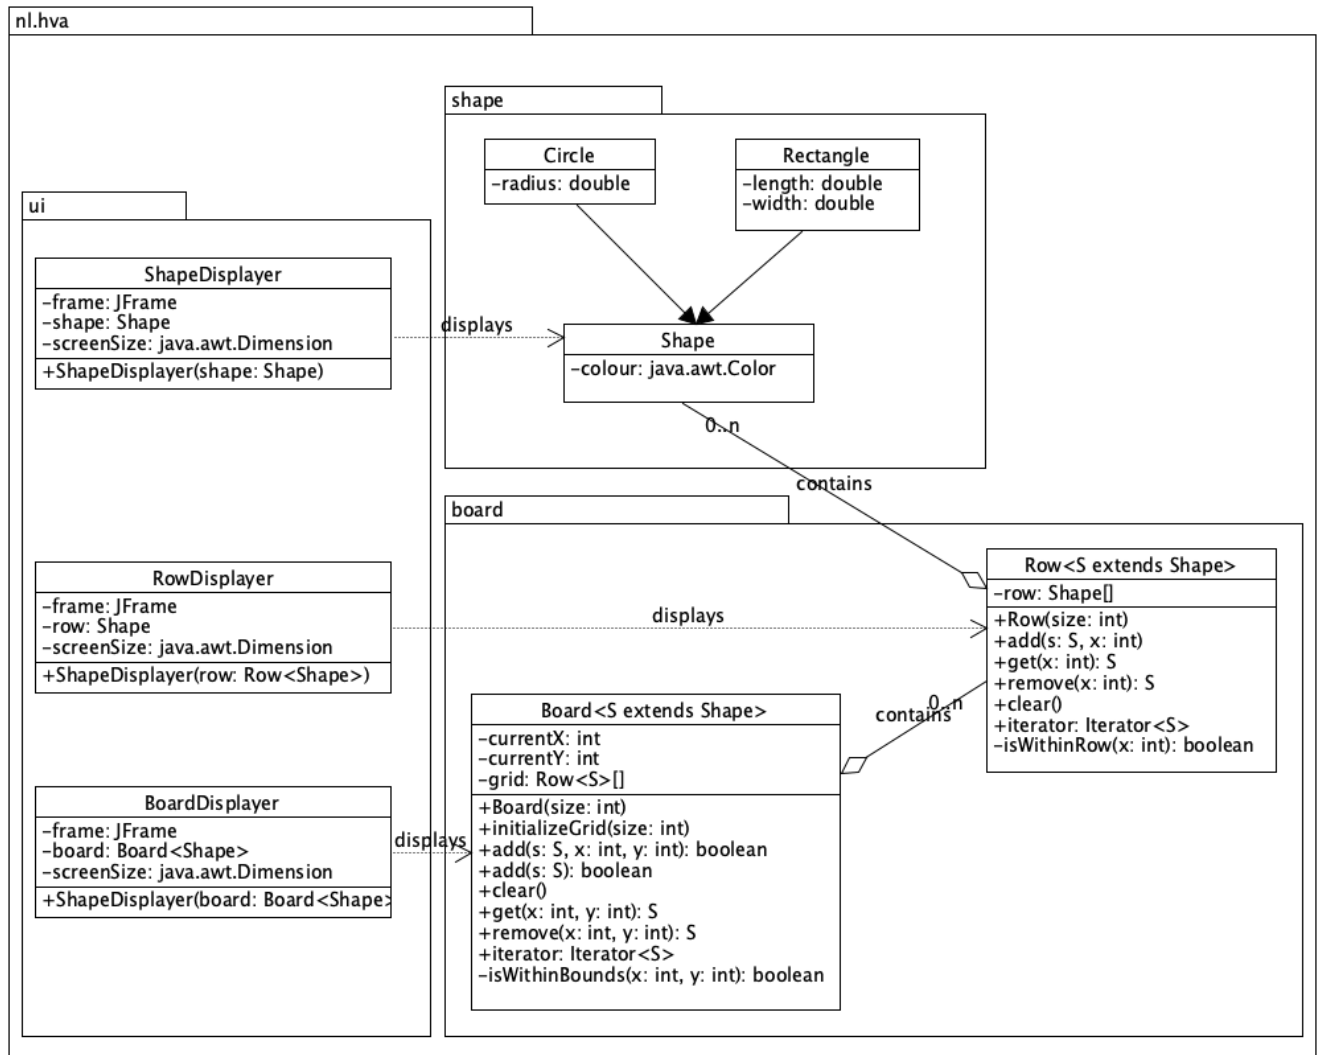 nl.hva
shape
Circle
-radius: double
Rectangle
-length: double
-width: double
ui
ShapeDisplayer
-frame: JFrame
-shape: Shape
-screenSize: java.awt.Dimension
+ShapeDisplayer(shape: Shape)
displays
Shape
-colour: java.awt.Color
0..n
contains
board
Row<S extends Shape>
-row: Shape[]
+Row(size: int)
+add(s: S, x: int)
+get(x: int): S
+remove(x: int): S
+clear()
+iterator: Iterator<S>
-isWithinRow(x: int): boolean
RowDisplayer
-frame: JFrame
-row: Shape
-screenSize: java.awt.Dimension
+ShapeDisplayer(row: Row<Shape>)
displays
0..n
contains
Board<S extends Shape>
-currentX: int
-currentY: int
-grid: Row<S>[]
+Board(size: int)
+initializeGrid(size: int)
+add(s: S, x: int, y: int): boolean
+add(s: S): boolean
+clear()
+get(x: int, y: int): S
+remove(x: int, y: int): S
+iterator: Iterator<S>
-isWithinBounds(x: int, y: int): boolean
BoardDisplayer
-frame: JFrame
-board: Board<Shape>
-screenSize: java.awt.Dimension
+ShapeDisplayer(board: Board<Shape>
displays